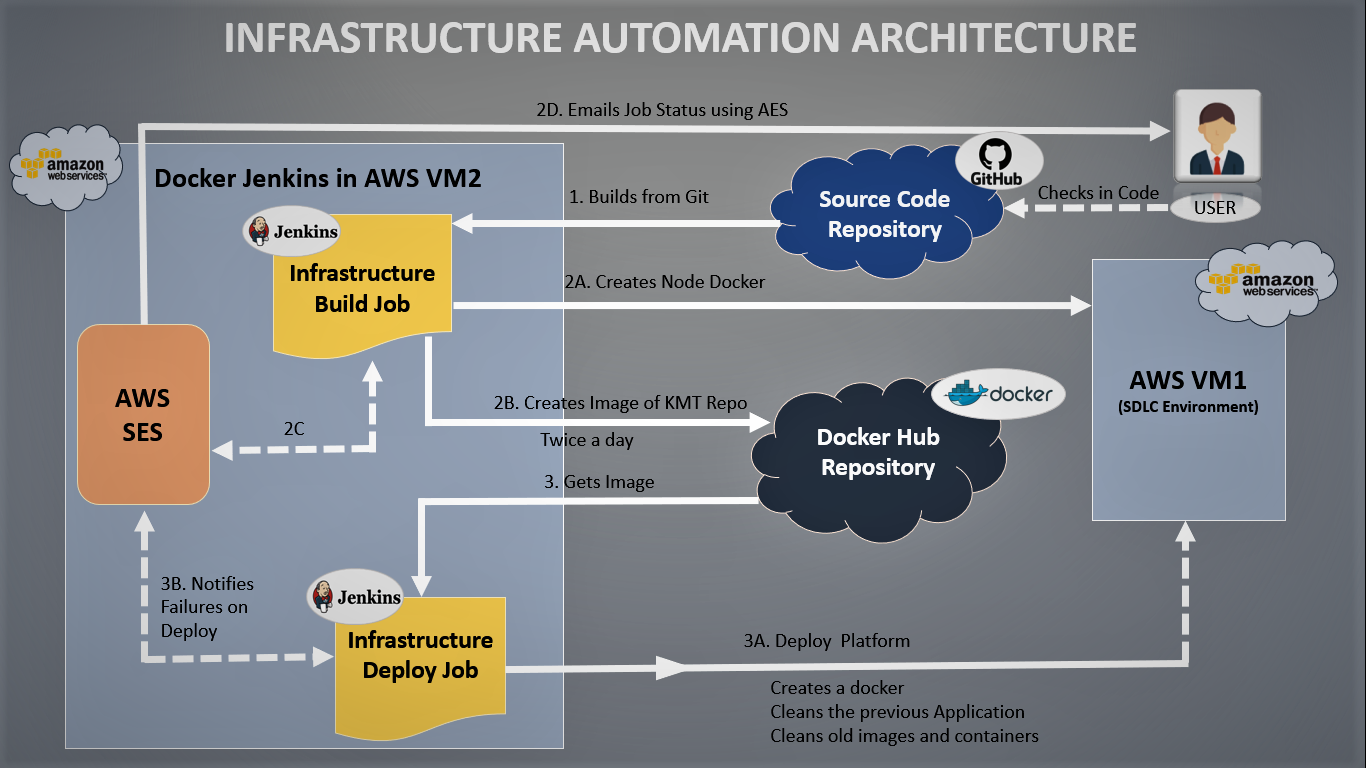 INFRASTRUCTURE AUTOMATION ARCHITECTURE
2D. Emails Job Status using AES
amazon
web services™
Docker Jenkins in AWS VM2
GitHub
Source Code
Repository
1. Builds from Git
Checks in Code
USER
Jenkins
Infrastructure
Build Job
2A. Creates Node Docker
amazon
web services™
AWS
SES
AWS VM1
(SDLC Environment)
2C
2B. Creates Image of KMT Repo
Twice a day
docker
Docker Hub
Repository
3. Gets Image
3B. Notifies
Failures on
Deploy
Jenkins
Infrastructure
Deploy Job
3A. Deploy  Platform
Creates a docker
Cleans the previous Application
Cleans old images and containers